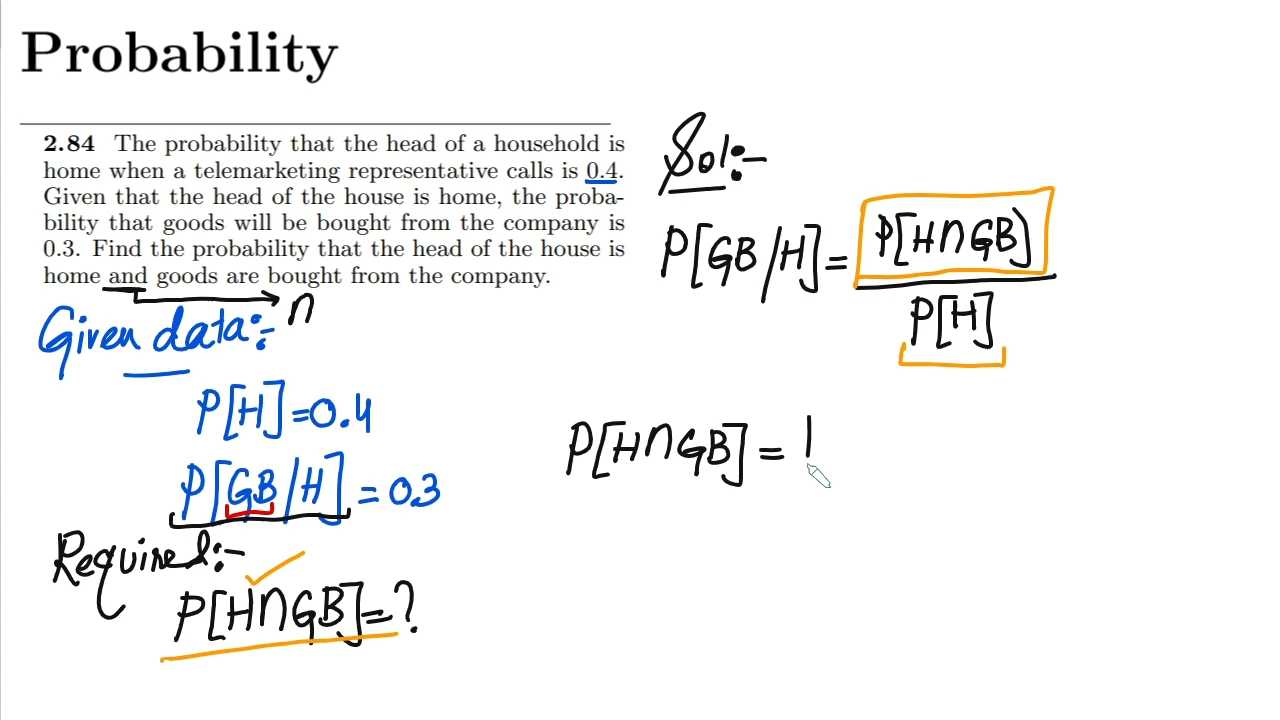 Probability
2.84 The probability that the head of a household is
home when a telemarketing representative calls is 0.4.
Given that the head of the house is home, the proba-
bility that goods will be bought from the company is
0.3. Find the probability that the head of the house is
home and goods are bought from the company.
n
Given data:-
P[H]=0.4
P[GB/H]=0.3
Required:-
P[H∩GB]=?
Sol:-
P[GB/H]=P[H∩GB)
P[H]
P[H∩GB]=